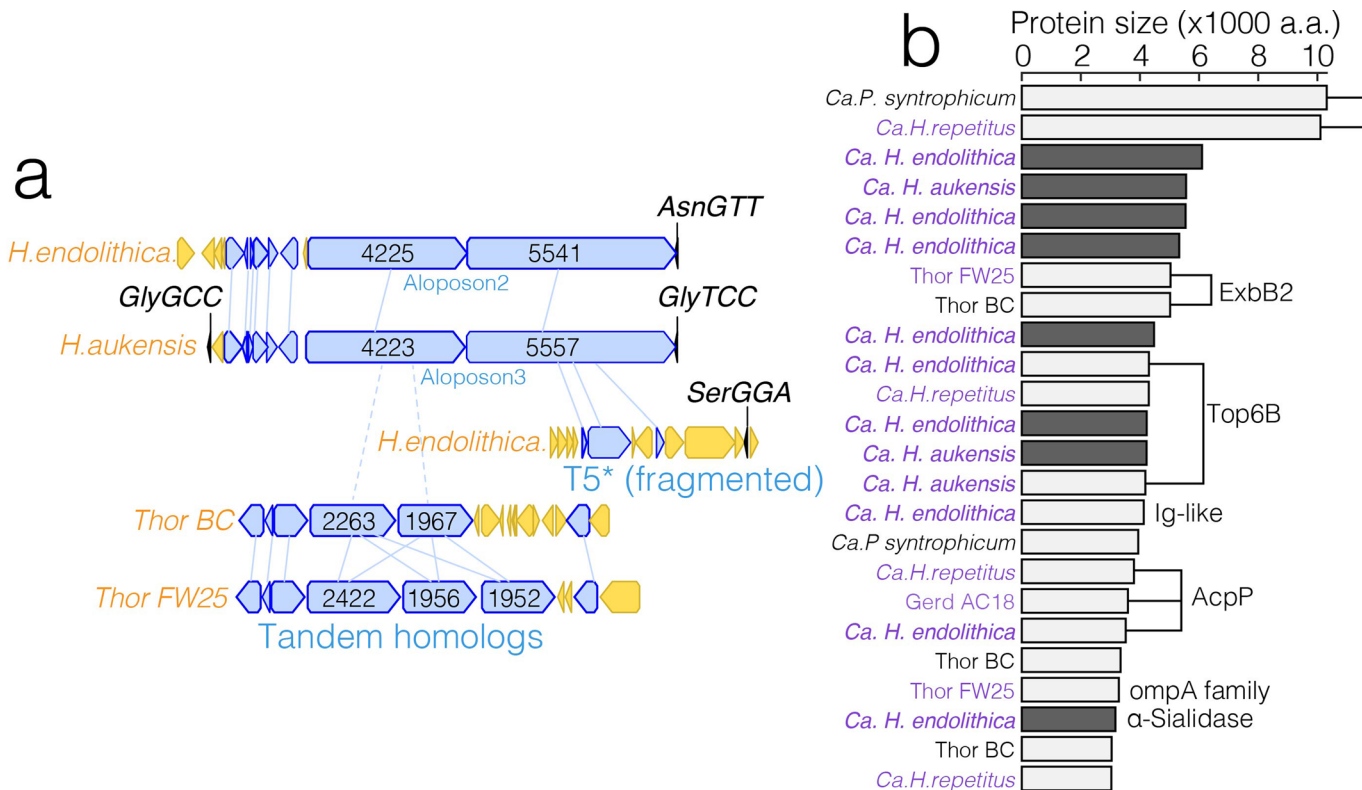 a
AsnGTT
H.endolithica.
4225
5541
Aloposon2
GlyGCC
GlyTCC
H.aukensis
4223
5557
Aloposon3
SerGGA
H.endolithica.
T5* (fragmented)
Thor BC
2263
1967
Thor FW25
2422
1956
1952
Tandem homologs
b
Protein size (x1000 a.a.)
0 2 4 6 8 10
Ca.P. syntrophicum
Ca.H.repetitus
Ca. H. endolithica
Ca. H. aukensis
Ca. H. endolithica
Ca. H. endolithica
Thor FW25
ExbB2
Thor BC
Ca. H. endolithica
Ca. H. endolithica
Ca.H.repetitus
Top6B
Ca. H. endolithica
Ca. H. aukensis
Ca. H. aukensis
Ca. H. endolithica
Ig-like
Ca.P syntrophicum
Ca.H.repetitus
Gerd AC18
AcpP
Ca. H. endolithica
Thor BC
Thor FW25
ompA family
Ca. H. endolithica
α-Sialidase
Thor BC
Ca.H.repetitus